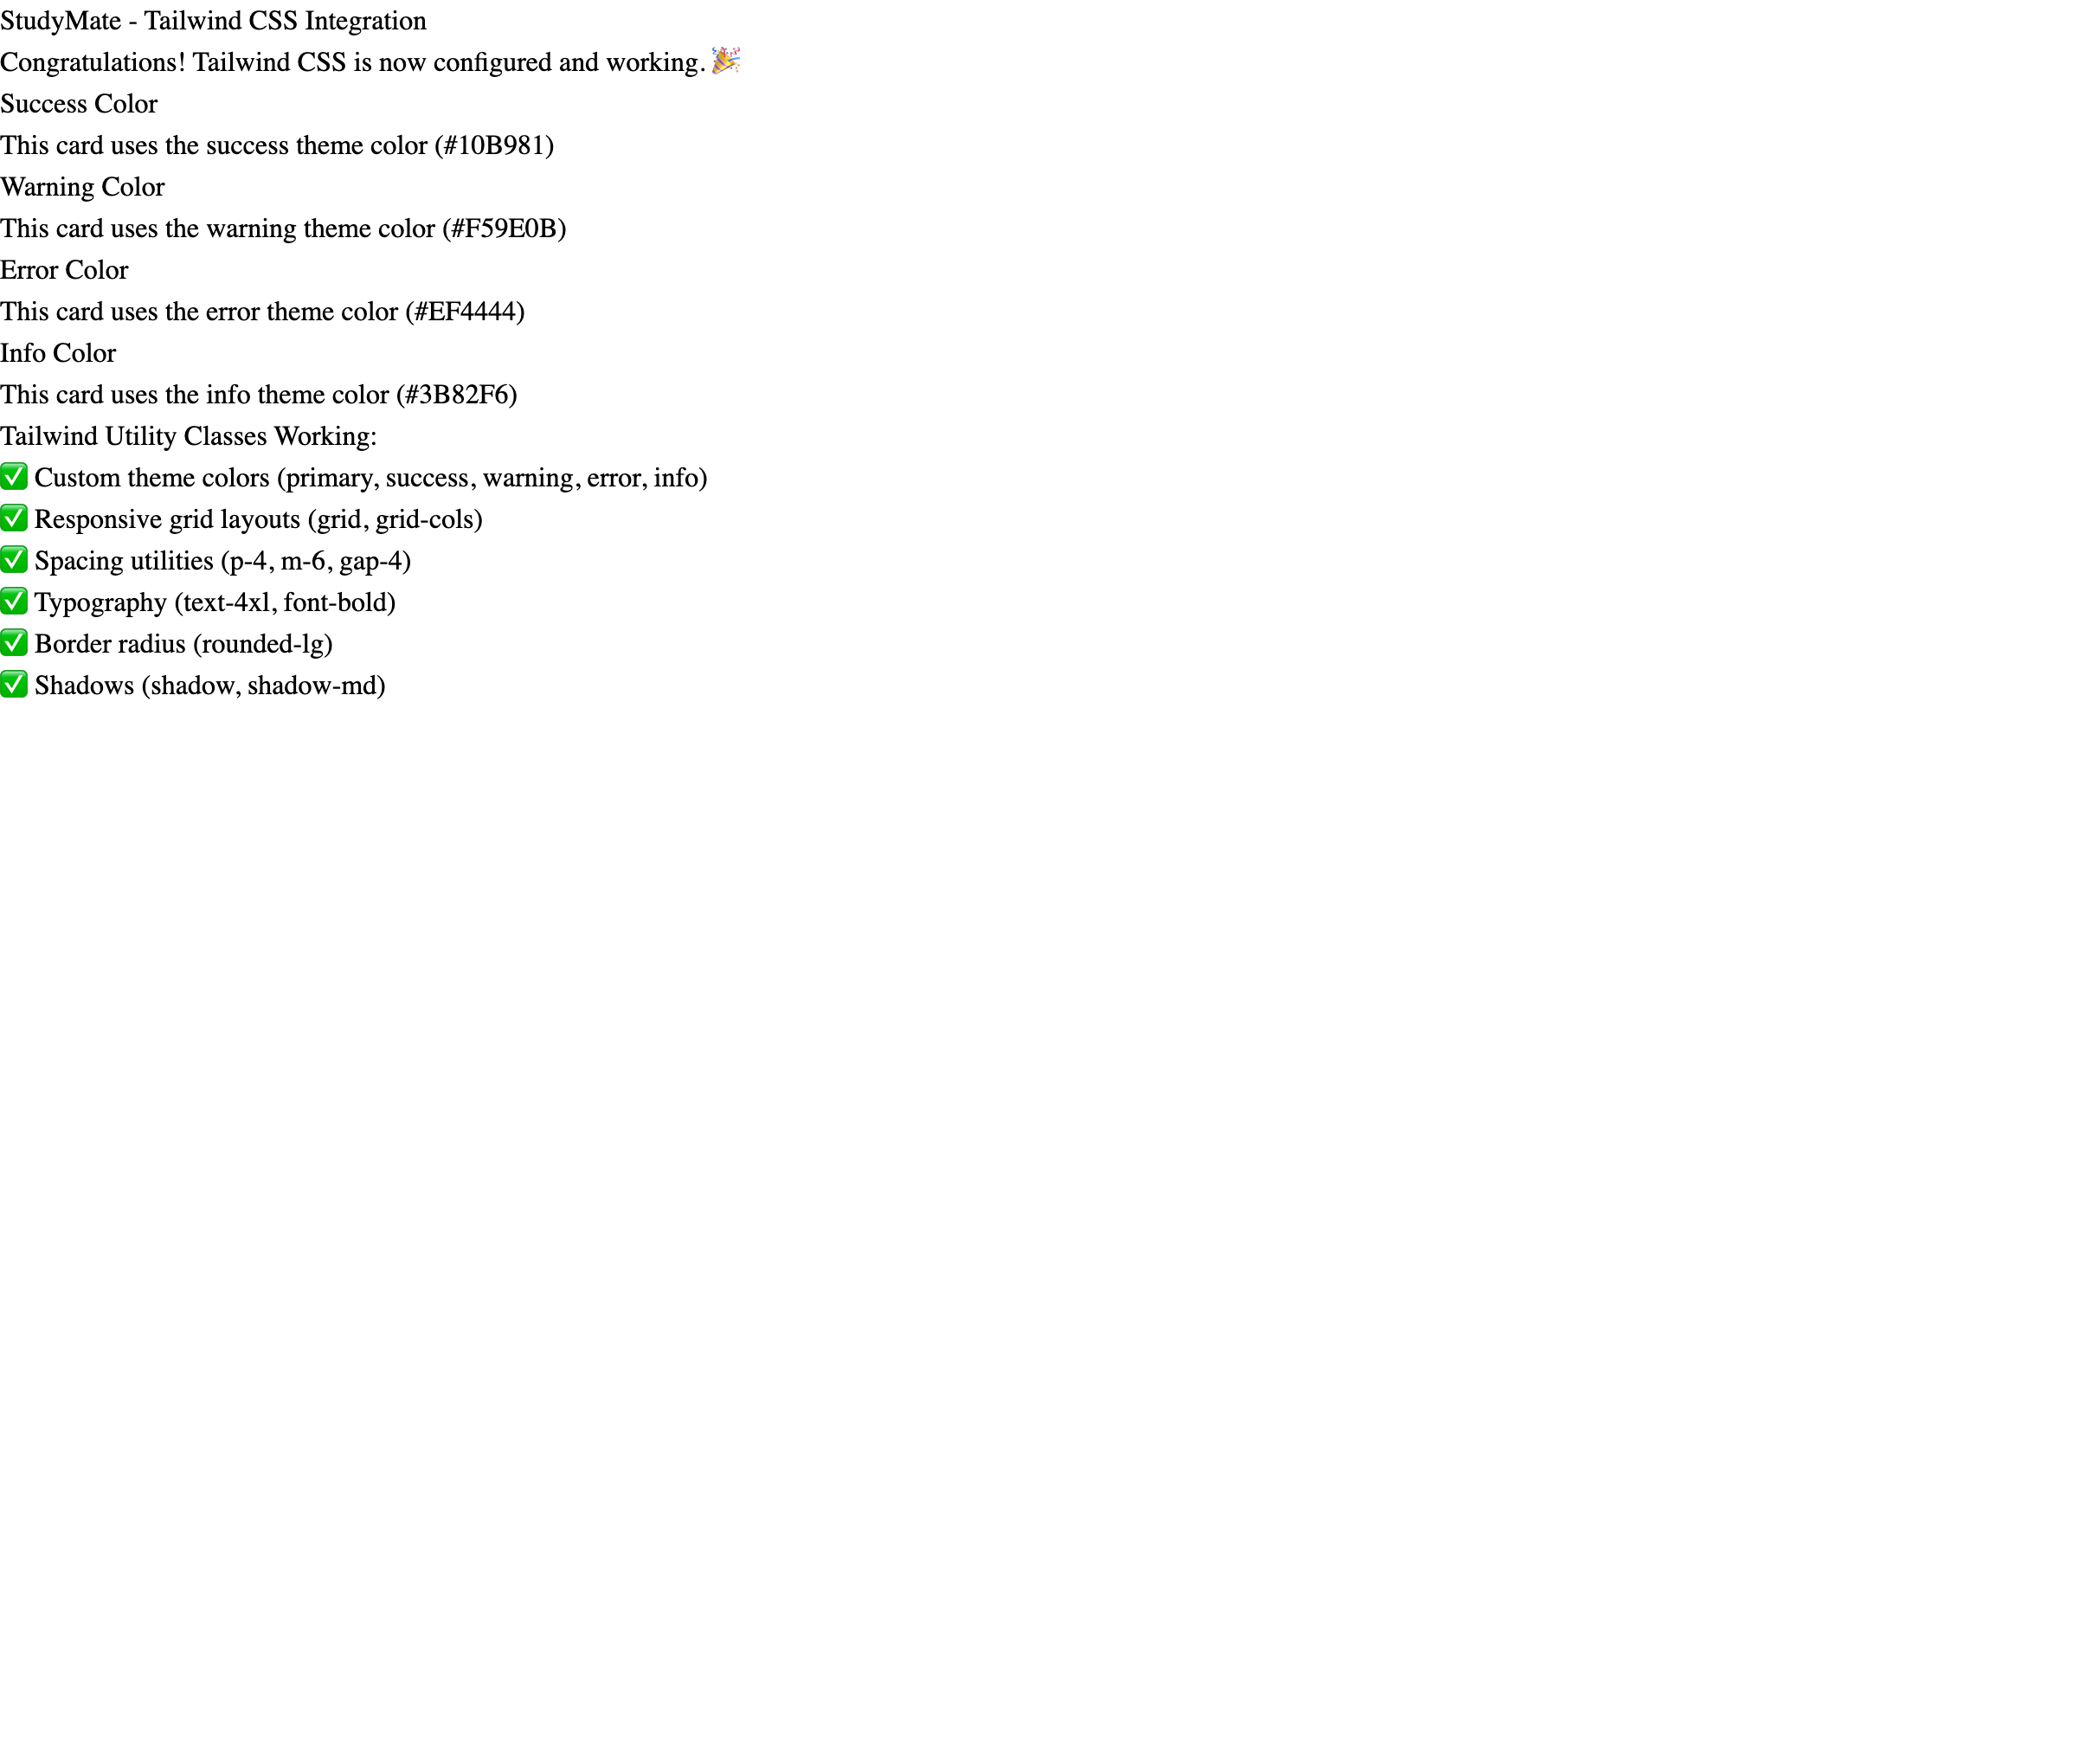 StudyMate - Tailwind CSS Integration
Congratulations! Tailwind CSS is now configured and working. 🎉
Success Color
This card uses the success theme color (#10B981)
Warning Color
This card uses the warning theme color (#F59E0B)
Error Color
This card uses the error theme color (#EF4444)
Info Color
This card uses the info theme color (#3B82F6)
Tailwind Utility Classes Working:
✅ Custom theme colors (primary, success, warning, error, info)
✅ Responsive grid layouts (grid, grid-cols)
✅ Spacing utilities (p-4, m-6, gap-4)
✅ Typography (text-4xl, font-bold)
✅ Border radius (rounded-lg)
✅ Shadows (shadow, shadow-md)